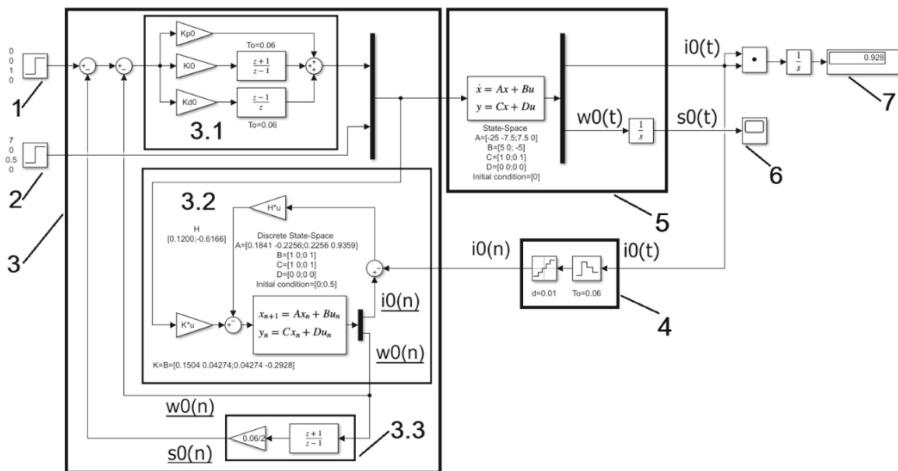 0
0
1
0
1
7
0
0.5
0
2
3
Kp0
Ki0
Kd0
To=0.06
z+1
z−1
z−1
z
To=0.06
3.1
3.2
H
[0.1200;-0.6166]
H*u
Discrete State-Space
A=[0.1841 -0.2256;0.2256 0.9359]
B=[1 0;0 1]
C=[1 0;0 1]
D=[0 0;0 0]
Initial condition=[0;0.5]
K*u
xn+1 = Axn + Bun
yn = Cxn + Dun
K=B=[0.1504 0.04274;0.04274 -0.2928]
i0(n)
w0(n)
w0(n)
s0(n)
0.06/2
z+1
z−1
3.3
ẋ = Ax + Bu
y = Cx + Du
State-Space
A=[-25 -7.5;7.5 0]
B=[5 0; -5]
C=[1 0;0 1]
D=[0 0;0 0]
Initial condition=[0]
5
w0(t)
1
s
s0(t)
6
i0(t)
1
s
0.928
7
i0(n)
d=0.01
To=0.06
i0(t)
4